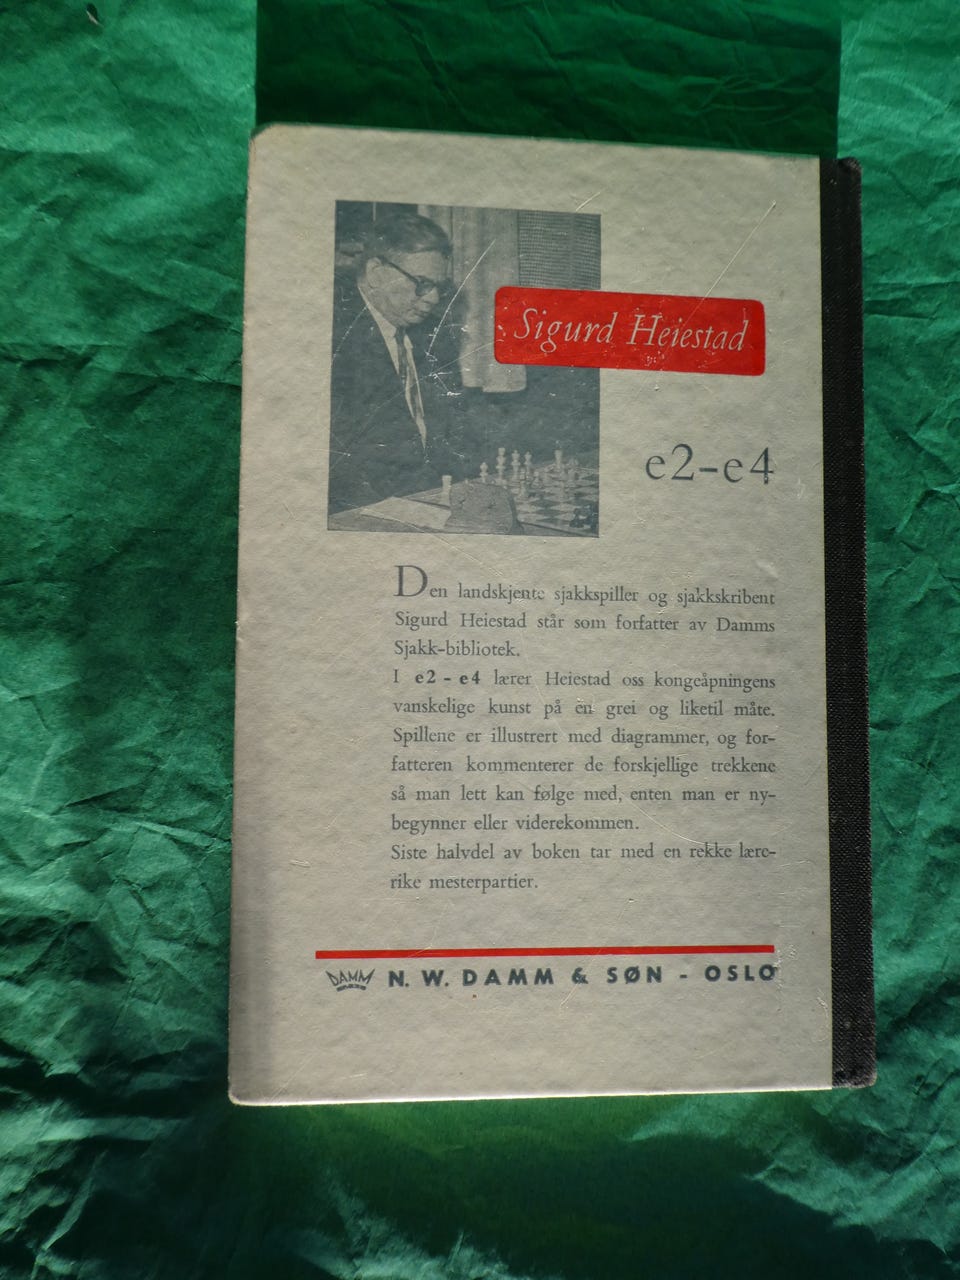 Sigurd Heiestad
e2-e4
Den landskjente sjakkspiller og sjakkskribent
Sigurd Heiestad står som forfatter av Damms
Sjakk-bibliotek.
I e2 - e4 lærer Heiestad oss kongeåpningens
vanskelige kunst på en grei og liketil måte.
Spillene er illustrert med diagrammer, og for-
fatteren kommenterer de forskjellige trekkene
så man lett kan følge med, enten man er ny-
begynner eller viderekommen.
Siste halvdel av boken tar med en rekke lære-
rike mesterpartier.
DAMM N. W. DAMM & SØN - OSLO